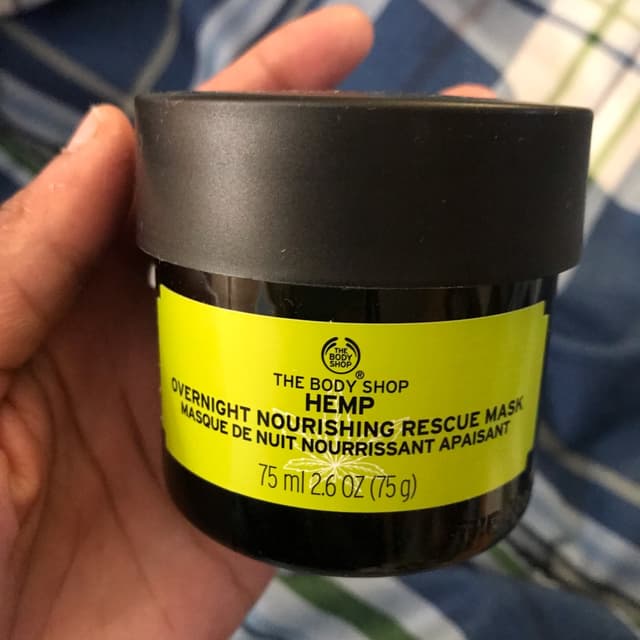 THE
BODY
SHOP
®
THE BODY SHOP
HEMP
OVERNIGHT NOURISHING RESCUE MASK
MASQUE DE NUIT NOURRISSANT APAISANT
75 ml 2.6 OZ (75 g)